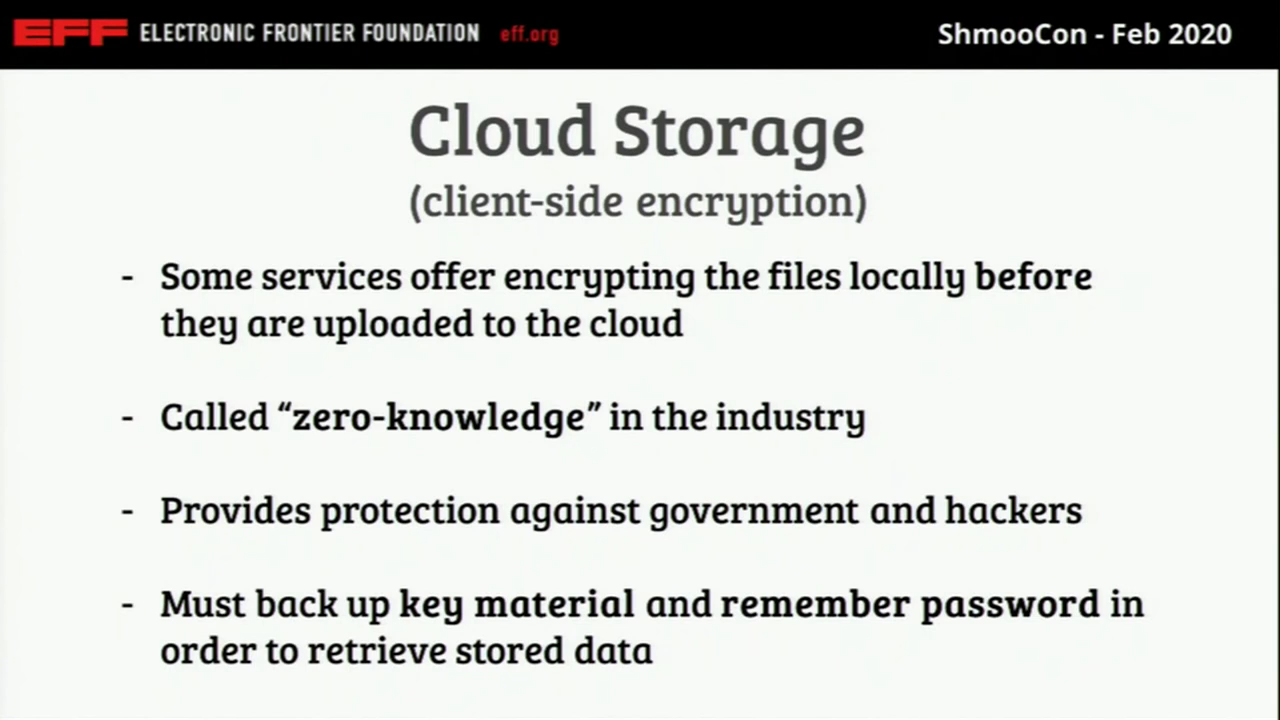 EFF ELECTRONIC FRONTIER FOUNDATION eff.org
ShmooCon - Feb 2020
Cloud Storage
(client-side encryption)
- Some services offer encrypting the files locally before
they are uploaded to the cloud
- Called “zero-knowledge” in the industry
- Provides protection against government and hackers
- Must back up key material and remember password in
order to retrieve stored data